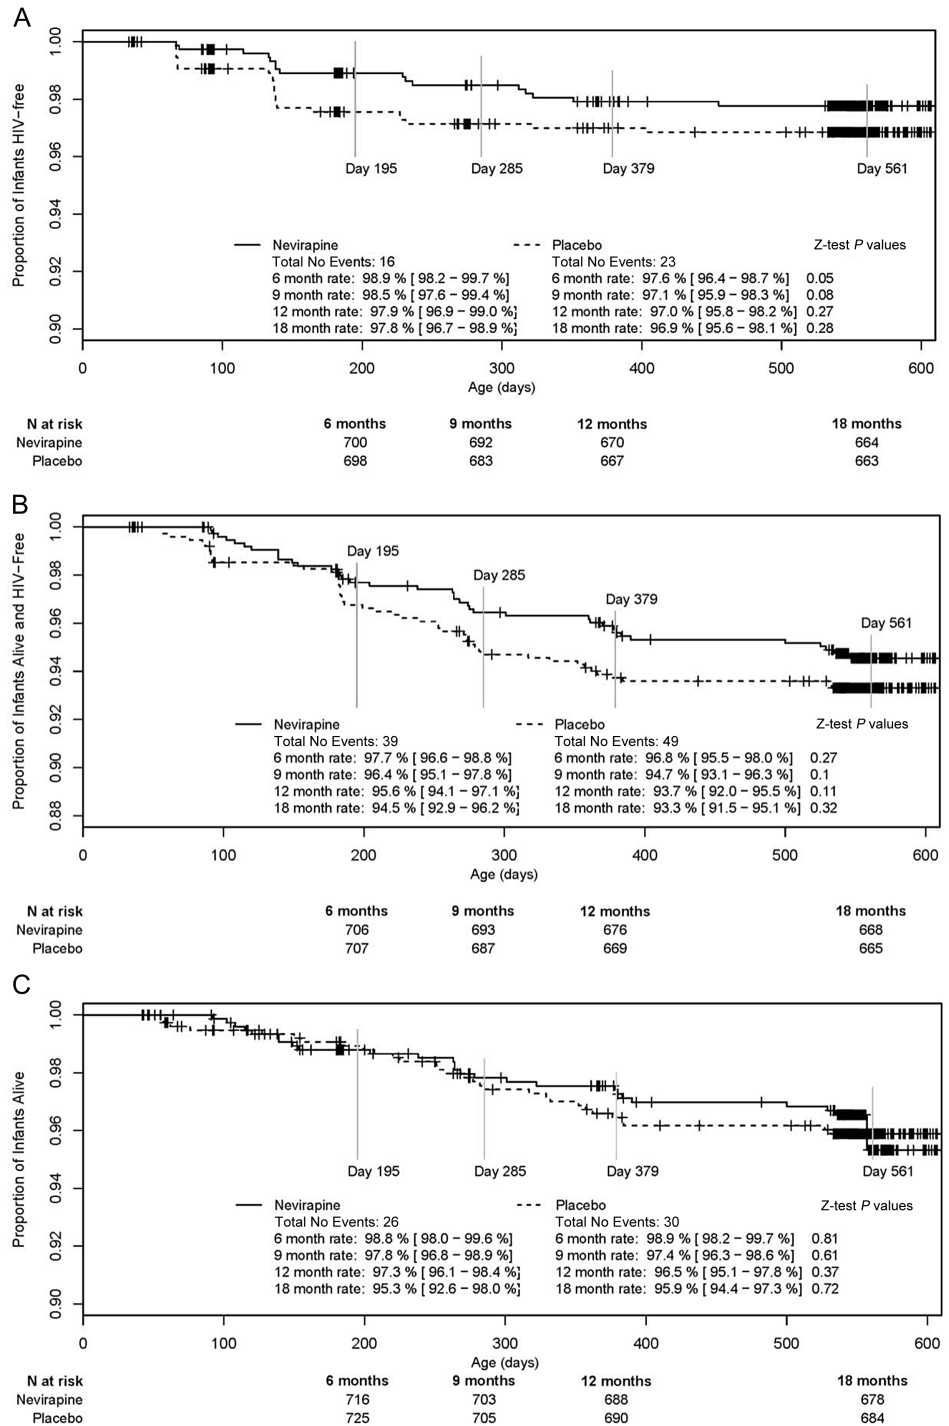 A
1.00
0.98
0.96
0.94
0.92
0.90
Proportion of Infants HIV-free
Day 195
Day 285
Day 379
Day 561
Nevirapine Placebo Z-test P values
Total No Events: 16 Total No Events: 23
6 month rate: 98.9 % [ 98.2 − 99.7 %] 6 month rate: 97.6 % [ 96.4 − 98.7 %] 0.05
9 month rate: 98.5 % [ 97.6 − 99.4 %] 9 month rate: 97.1 % [ 95.9 − 98.3 %] 0.08
12 month rate: 97.9 % [ 96.9 − 99.0 %] 12 month rate: 97.0 % [ 95.8 − 98.2 %] 0.27
18 month rate: 97.8 % [ 96.7 − 98.9 %] 18 month rate: 96.9 % [ 95.6 − 98.1 %] 0.28
0 100 200 300 400 500 600
Age (days)
N at risk 6 months 9 months 12 months 18 months
Nevirapine 700 692 670 664
Placebo 698 683 667 663
B
1.00
0.98
0.96
0.94
0.92
0.90
0.88
Proportion of Infants Alive and HIV−Free
Day 195
Day 285
Day 379
Day 561
Nevirapine Placebo Z-test P values
Total No Events: 39 Total No Events: 49
6 month rate: 97.7 % [ 96.6 − 98.8 %] 6 month rate: 96.8 % [ 95.5 − 98.0 %] 0.27
9 month rate: 96.4 % [ 95.1 − 97.8 %] 9 month rate: 94.7 % [ 93.1 − 96.3 %] 0.1
12 month rate: 95.6 % [ 94.1 − 97.1 %] 12 month rate: 93.7 % [ 92.0 − 95.5 %] 0.11
18 month rate: 94.5 % [ 92.9 − 96.2 %] 18 month rate: 93.3 % [ 91.5 − 95.1 %] 0.32
0 100 200 300 400 500 600
Age (days)
N at risk 6 months 9 months 12 months 18 months
Nevirapine 706 693 676 668
Placebo 707 687 669 665
C
1.00
0.98
0.96
0.94
0.92
0.90
Proportion of Infants Alive
Day 195
Day 285
Day 379
Day 561
Nevirapine Placebo Z-test P values
Total No Events: 26 Total No Events: 30
6 month rate: 98.8 % [ 98.0 − 99.6 %] 6 month rate: 98.9 % [ 98.2 − 99.7 %] 0.81
9 month rate: 97.8 % [ 96.8 − 98.9 %] 9 month rate: 97.4 % [ 96.3 − 98.6 %] 0.61
12 month rate: 97.3 % [ 96.1 − 98.4 %] 12 month rate: 96.5 % [ 95.1 − 97.8 %] 0.37
18 month rate: 95.3 % [ 92.6 − 98.0 %] 18 month rate: 95.9 % [ 94.4 − 97.3 %] 0.72
0 100 200 300 400 500 600
Age (days)
N at risk 6 months 9 months 12 months 18 months
Nevirapine 716 703 688 678
Placebo 725 705 690 684